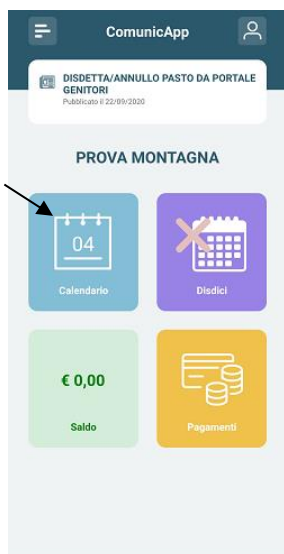 ComunicApp
DISDETTA/ANNULLO PASTO DA PORTALE
GENITORI
Pubblicato il 22/09/2020
PROVA MONTAGNA
04
Calendario
Disdici
€ 0,00
Saldo
Pagamenti